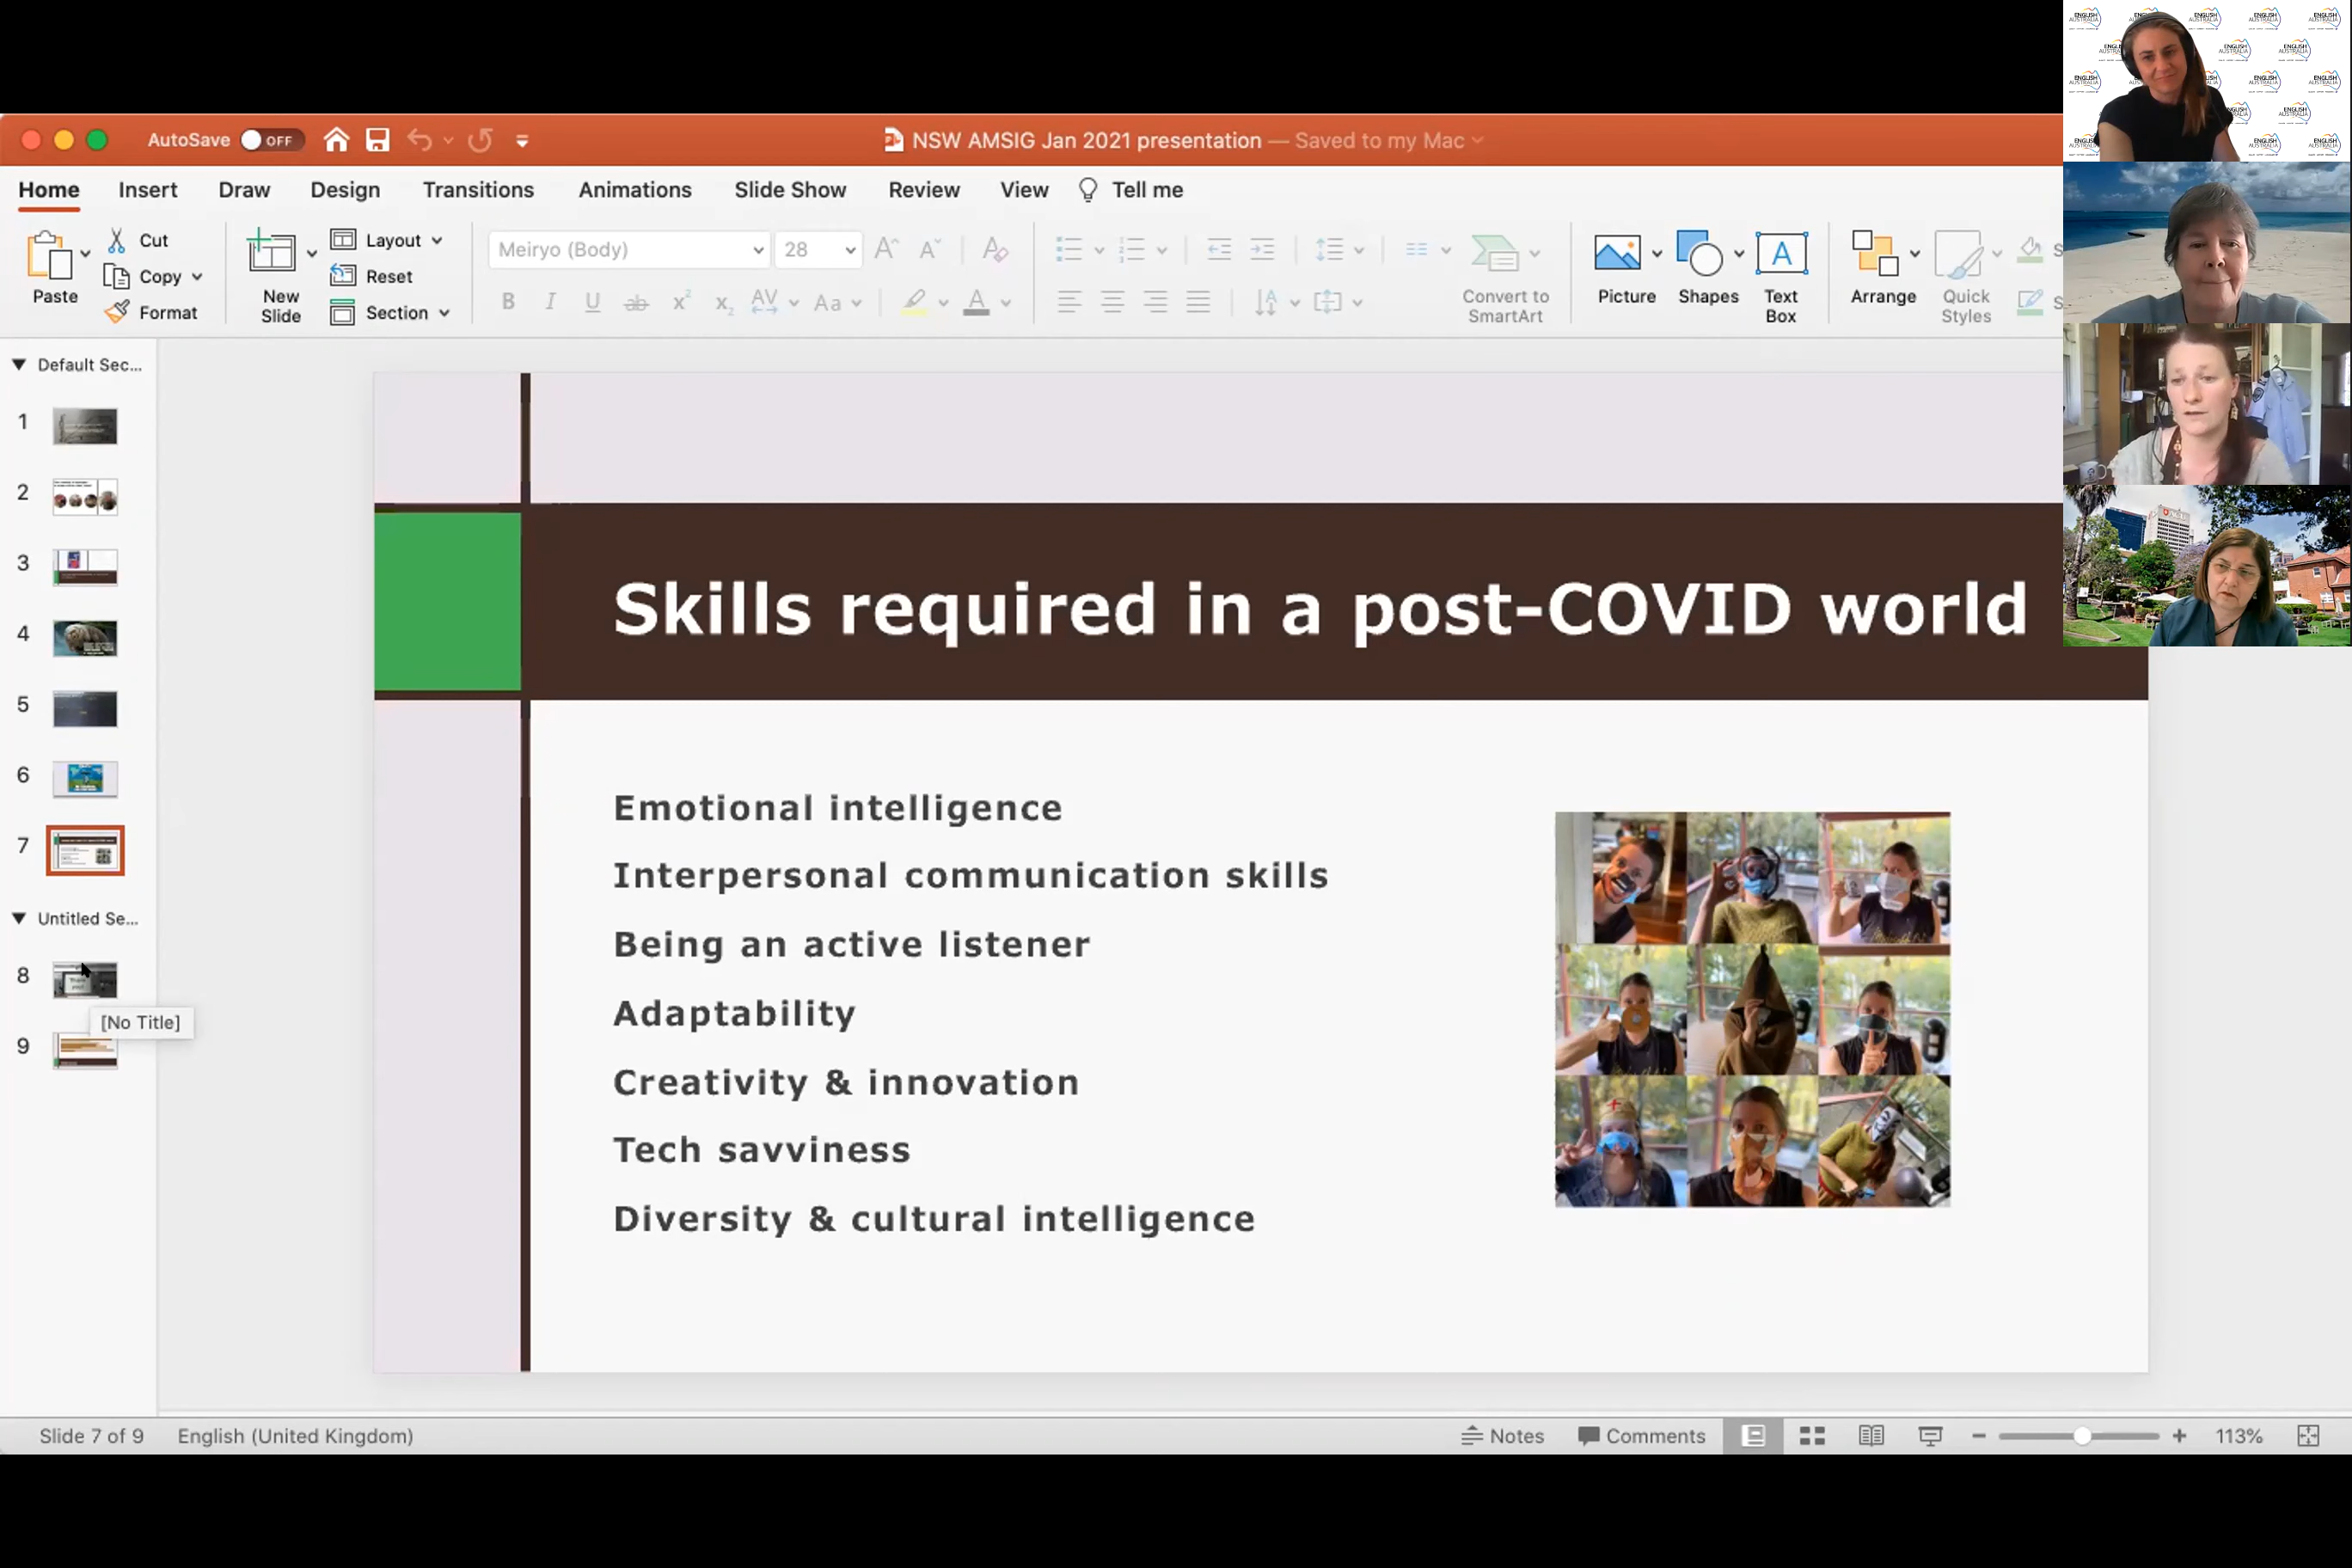 AutoSave OFF
NSW AMSIG Jan 2021 presentation — Saved to my Mac
Home Insert Draw Design Transitions Animations Slide Show Review View Tell me
Paste
Cut
Copy
Format
New
Slide
Layout
Reset
Section
Meiryo (Body) 28
Convert to
SmartArt
Picture
Shapes
Text
Box
Arrange
Quick
Styles
Default Sec...
1
2
3
4
5
6
7
Untitled Se...
8
[No Title]
9
Skills required in a post-COVID world
Emotional intelligence
Interpersonal communication skills
Being an active listener
Adaptability
Creativity & innovation
Tech savviness
Diversity & cultural intelligence
Slide 7 of 9 English (United Kingdom)
Notes Comments 113%
ENGLISH
AUSTRALIA